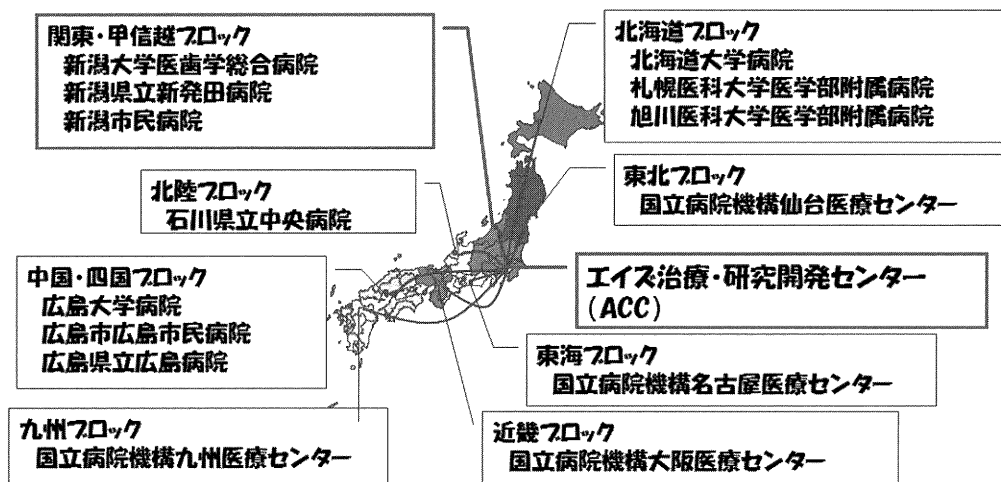 関東・甲信越ブロック
新潟大学医歯学総合病院
新潟県立新発田病院
新潟市民病院
北海道ブロック
北海道大学病院
札幌医科大学医学部附属病院
旭川医科大学医学部附属病院
北陸ブロック
石川県立中央病院
東北ブロック
国立病院機構仙台医療センター
中国・四国ブロック
広島大学病院
広島市広島市民病院
広島県立広島病院
エイズ治療・研究開発センター
(ACC)
東海ブロック
国立病院機構名古屋医療センター
九州ブロック
国立病院機構九州医療センター
近畿ブロック
国立病院機構大阪医療センター